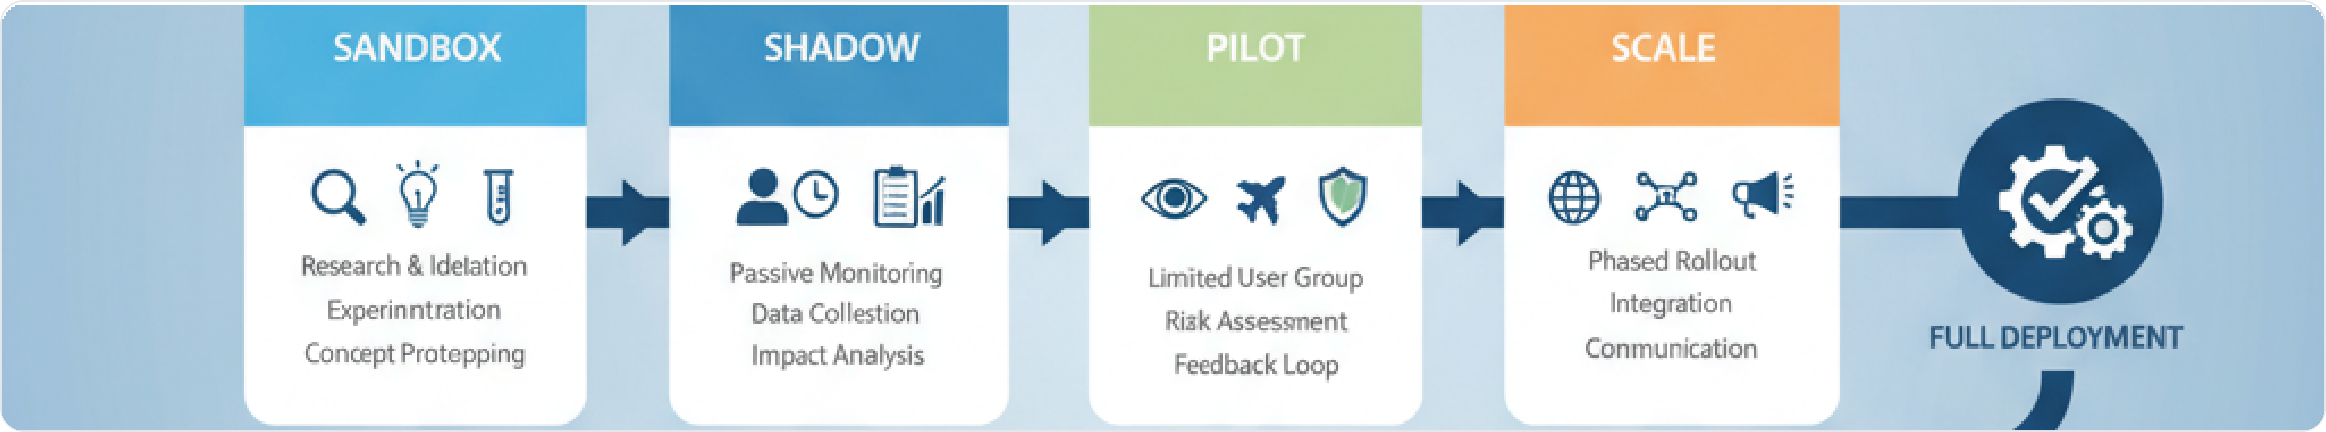 SANDBOX
Research & Idelation
Experinntration
Concept Protepping
SHADOW
Passive Monitoring
Data Collestion
Impact Analysis
PILOT
Limited User Group
Risk Assessment
Feedback Loop
SCALE
Phased Rollout
Integration
Conmunication
FULL DEPLOYMENT